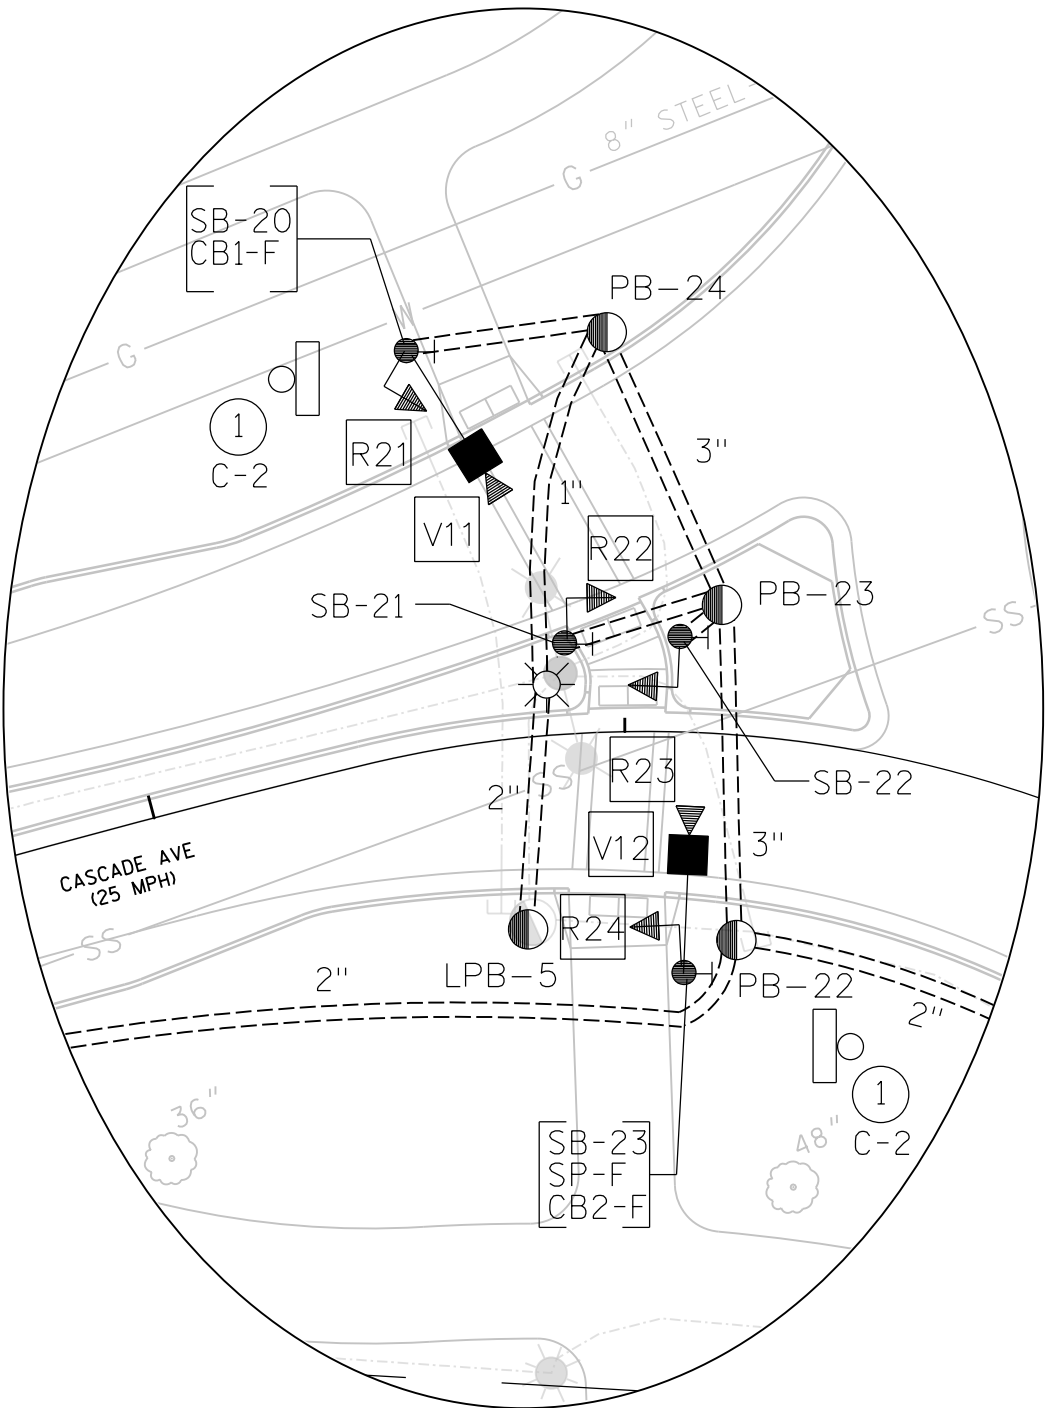 8" STEEL
G
SB-20
CB1-F
PB-24
G
W
1
C-2
R21
3"
1"
V11
R22
SB-21
PB-23
SS
R23
SB-22
SS
2"
V12
3"
CASCADE AVE
(25 MPH)
R24
SS
LPB-5
PB-22
2"
2"
1
C-2
36"
48"
SB-23
SP-F
CB2-F